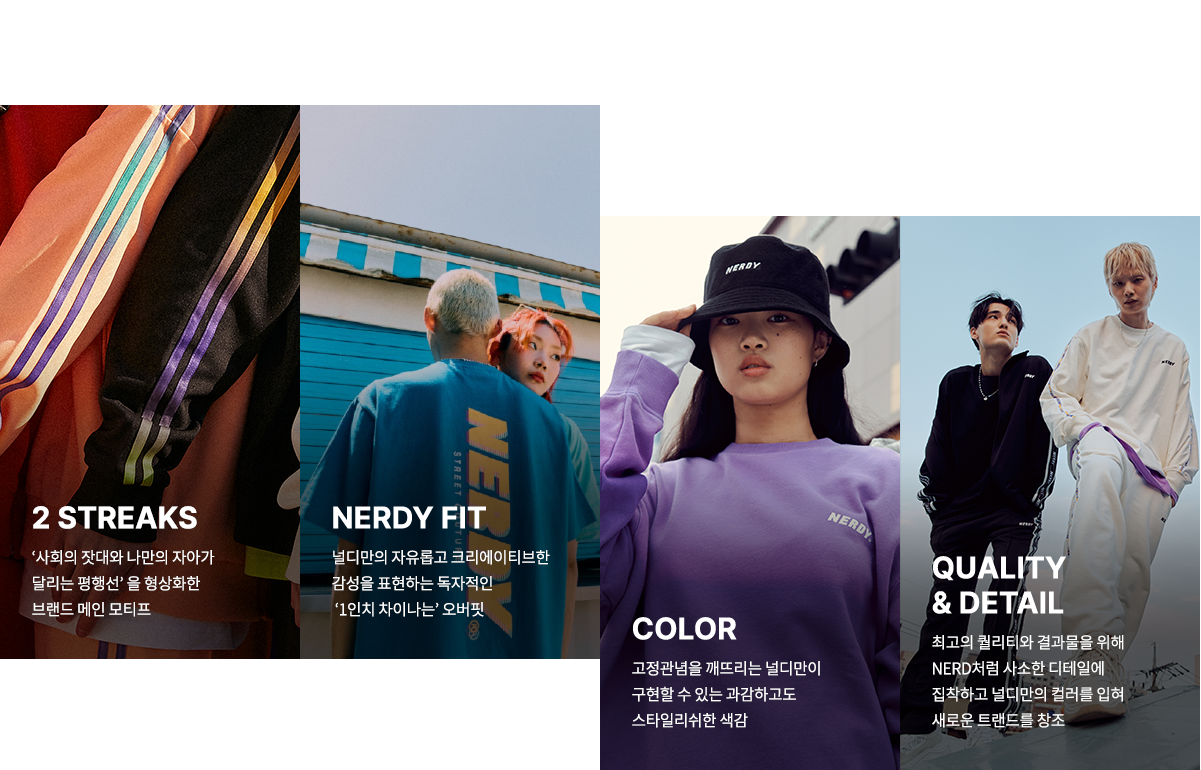 2 STREAKS
‘사회의 잣대와 나만의 자아가
달리는 평행선’ 을 형상화한
브랜드 메인 모티프
NERDY
STREET
NERDY FIT
널디만의 자유롭고 크리에이티브한
감성을 표현하는 독자적인
‘1인치 차이나는’ 오버핏
NERDY
NERDY.
COLOR
고정관념을 깨뜨리는 널디만이
구현할 수 있는 과감하고도
스타일리쉬한 색감
NERDY
NERDY
QUALITY
& DETAIL
최고의 퀄리티와 결과물을 위해
NERD처럼 사소한 디테일에
집착하고 널디만의 컬러를 입혀
새로운 트랜드를 창조